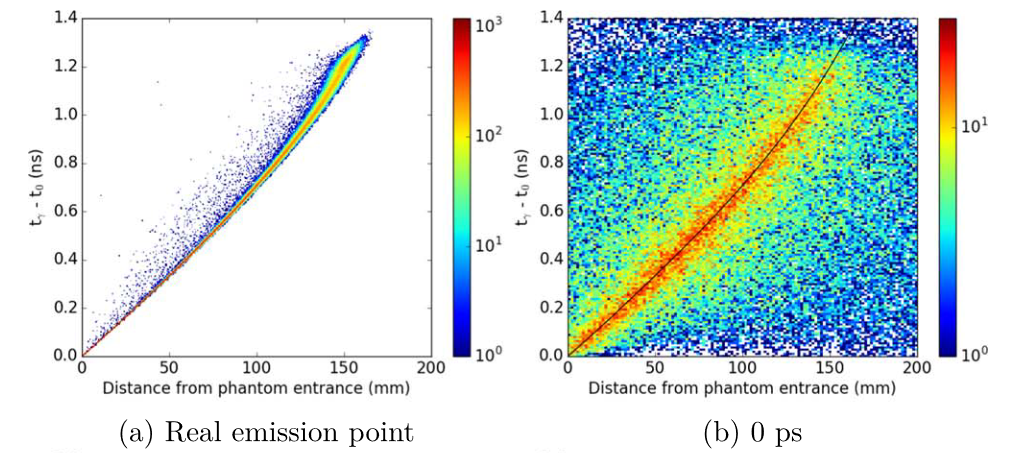 1.4
1.2
1.0
0.8
0.6
0.4
0.2
0.0
t_γ - t_0 (ns)
0 50 100 150 200
Distance from phantom entrance (mm)
10^3
10^2
10^1
10^0
(a) Real emission point
1.4
1.2
1.0
0.8
0.6
0.4
0.2
0.0
t_γ - t_0 (ns)
0 50 100 150 200
Distance from phantom entrance (mm)
10^1
10^0
(b) 0 ps